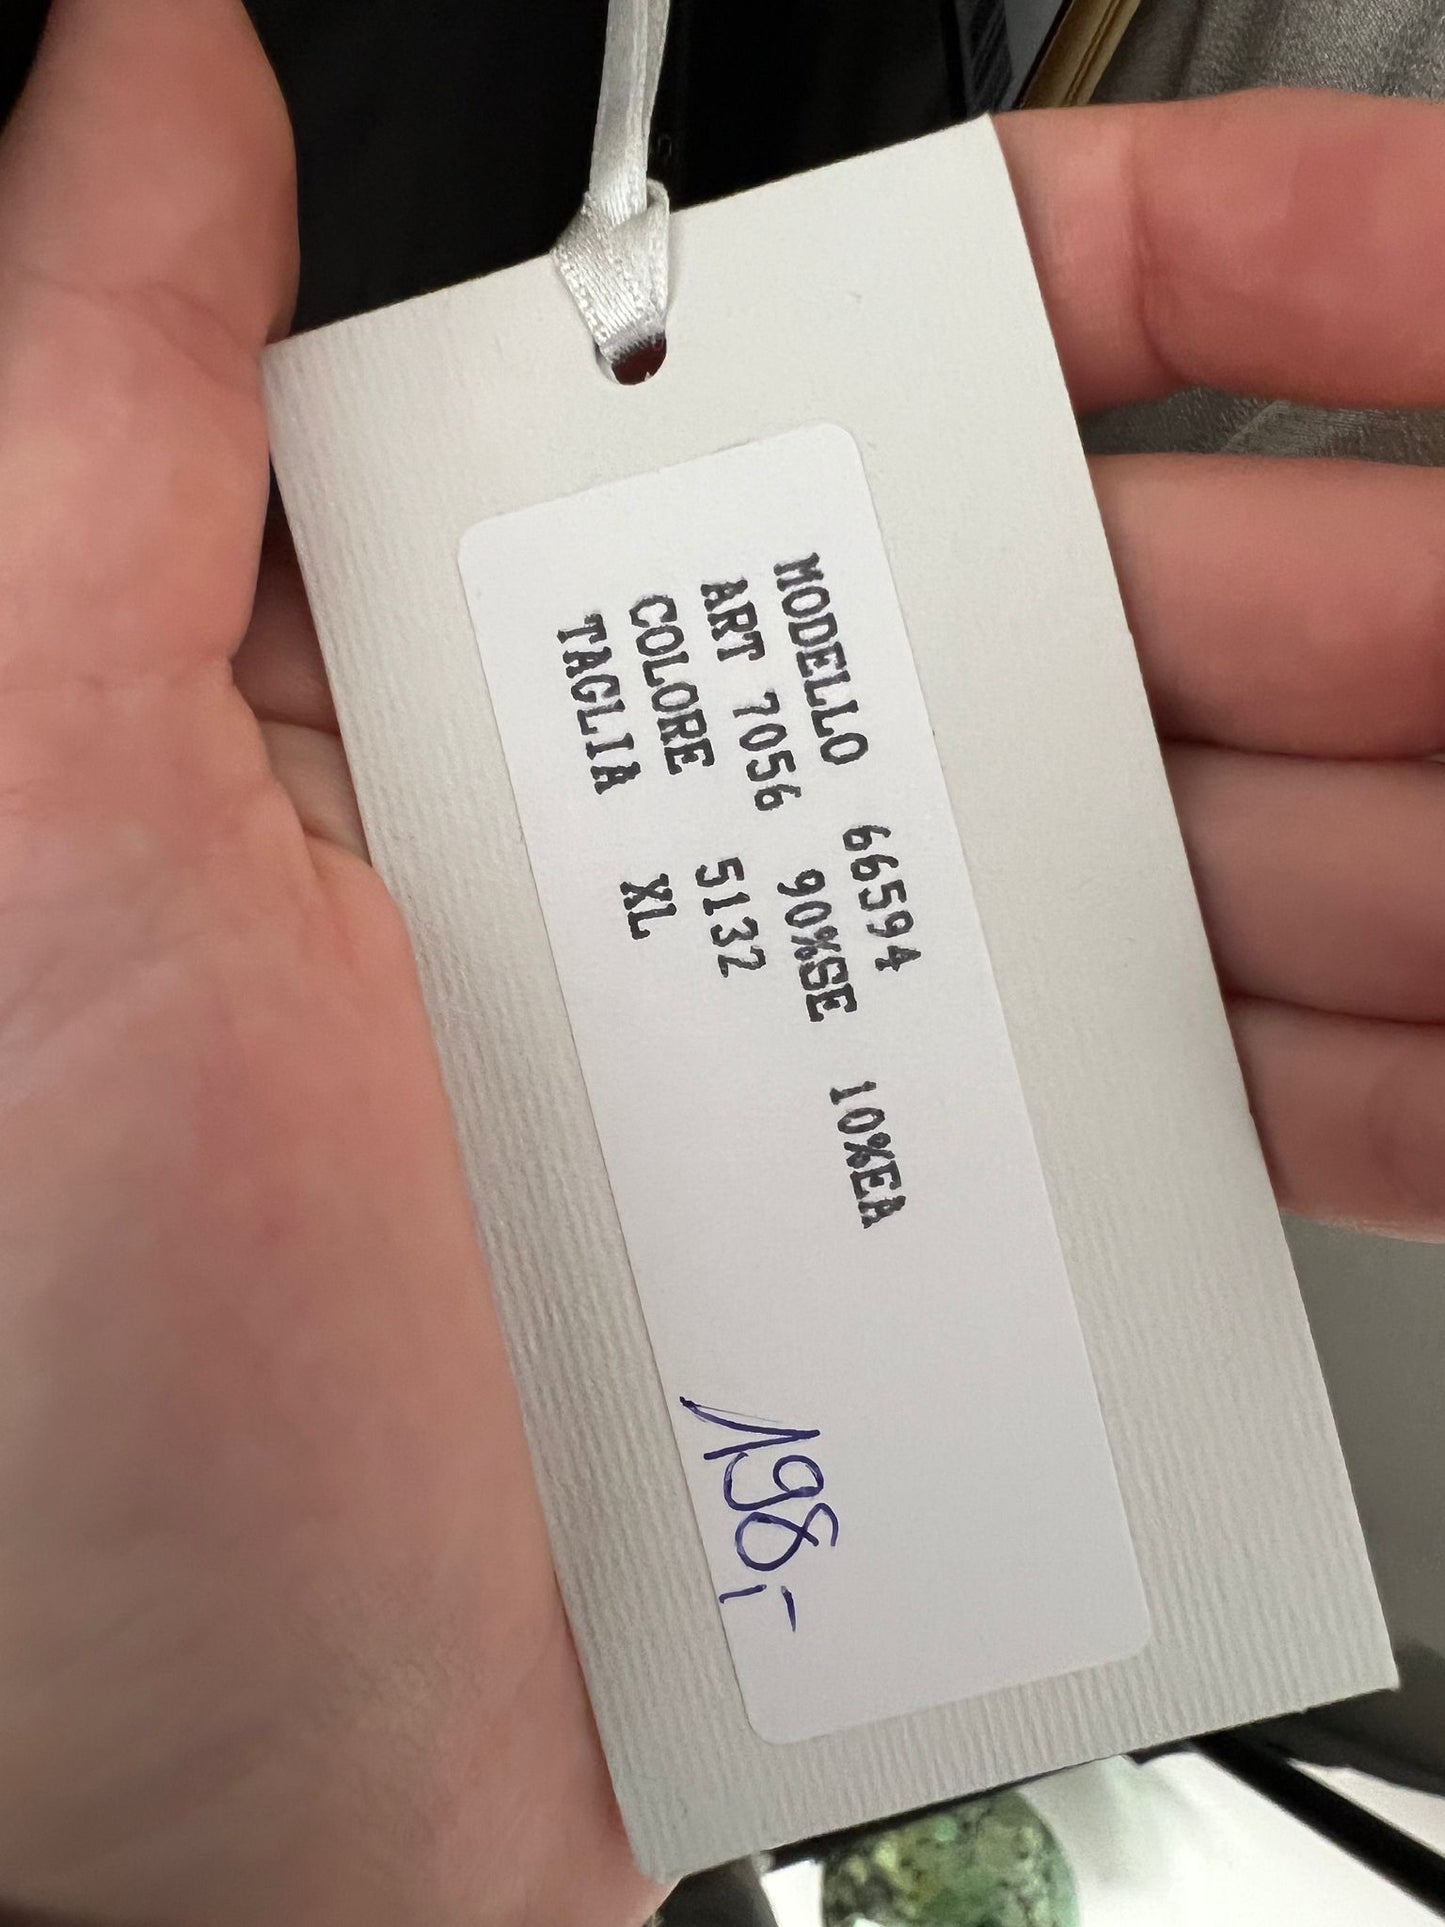 MODELLO 66594
ART 7056 90%SE 10%EA
COLORE 5132
TAGLIA XL
198,-